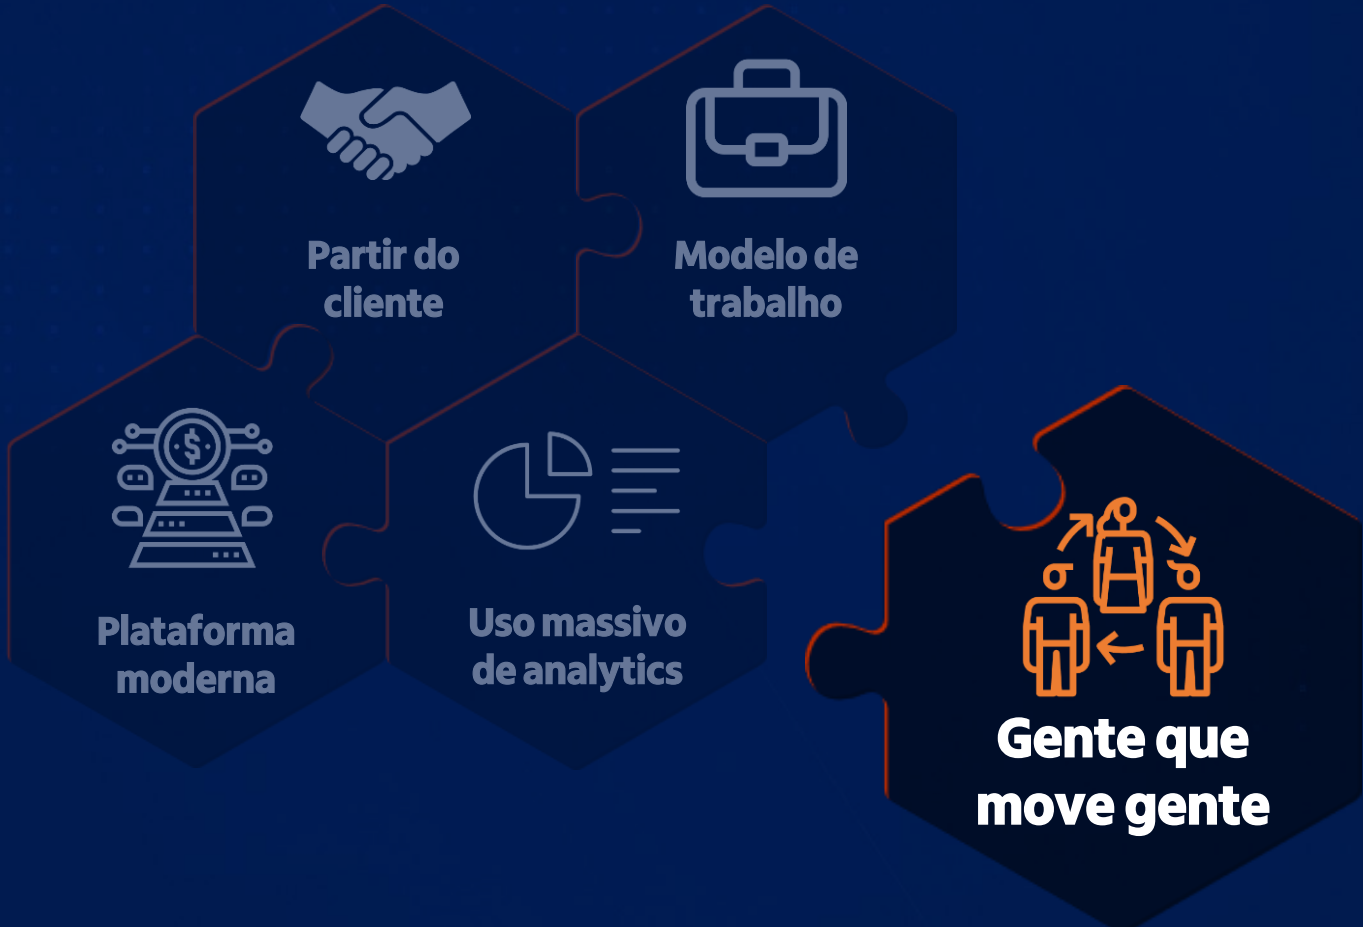 Partir do
cliente
Modelo de
trabalho
$
Plataforma
moderna
Uso massivo
de analytics
Gente que
move gente